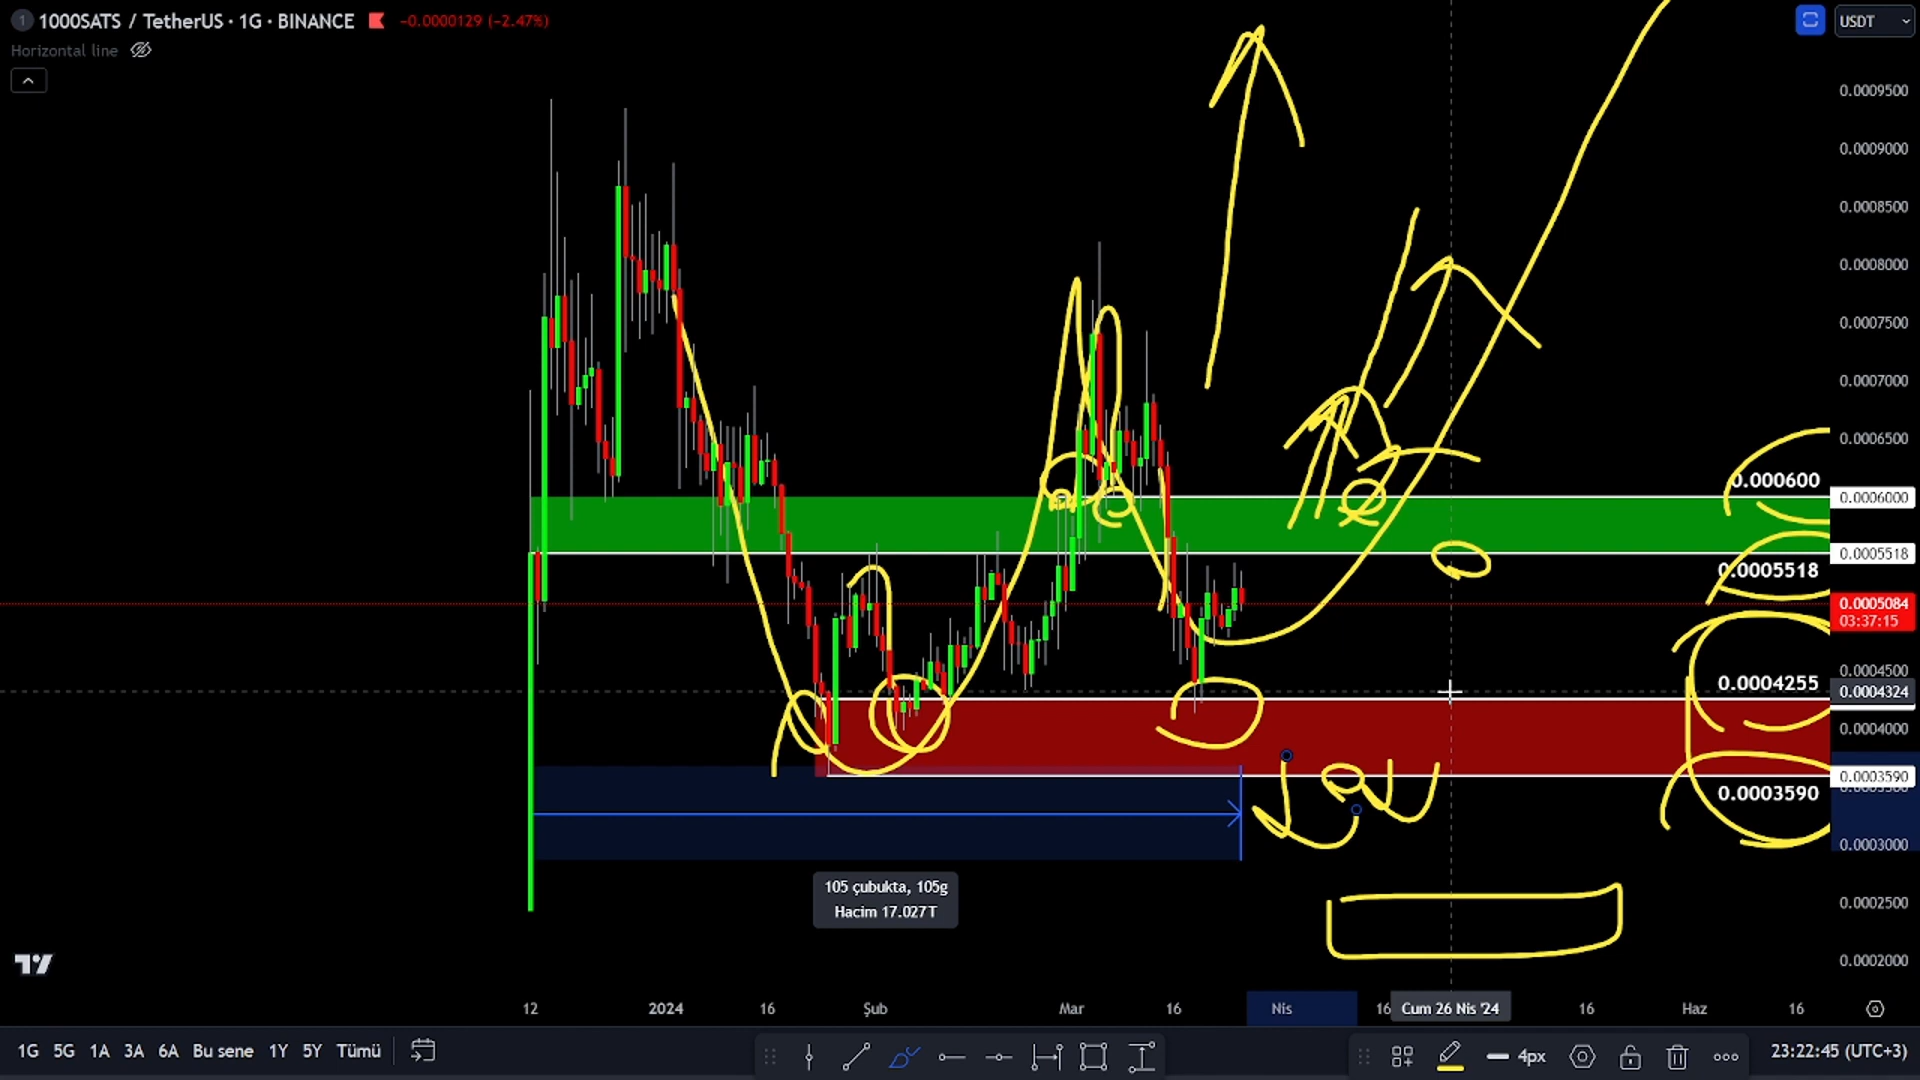 1 1000SATS / TetherUS · 1G · BINANCE −0.0000129 (−2.47%)
Horizontal line
USDT
0.0009500
0.0009000
0.0008500
0.0008000
0.0007500
0.0007000
0.0006500
0.000600
0.0006000
0.0005518
0.0005518
0.0005084
03:37:15
0.0004500
0.0004255
0.0004324
0.0004000
0.0003590
0.0003590
0.0003000
0.0002500
0.0002000
105 çubukta, 105g
Hacim 17.027T
12 2024 16 Şub Mar 16 Nis 16 Cum 26 Nis '24 16 Haz 16
1G 5G 1A 3A 6A Bu sene 1Y 5Y Tümü
4px
23:22:45 (UTC+3)